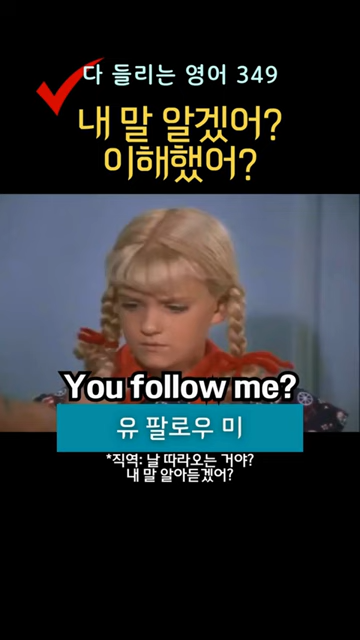 다 들리는 영어 349
내 말 알겠어?
이해했어?
You follow me?
유 팔로우 미
*직역: 날 따라오는 거야?
내 말 알아듣겠어?